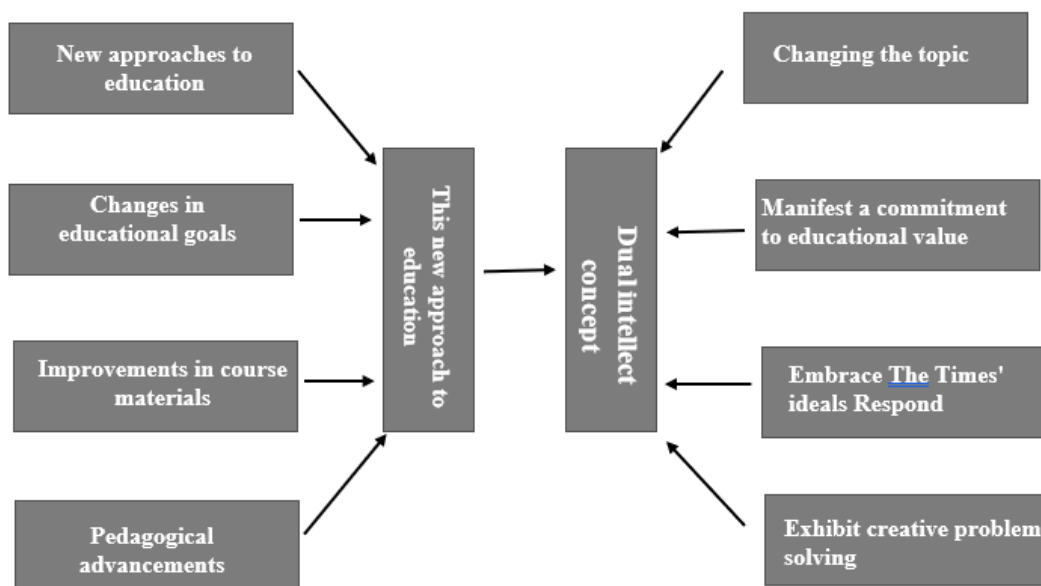 New approaches to
education
Changes in
educational goals
Improvements in course
materials
Pedagogical
advancements
This new approach to
education
Dual intellect
concept
Changing the topic
Manifest a commitment
to educational value
Embrace The Times'
ideals Respond
Exhibit creative problem
solving